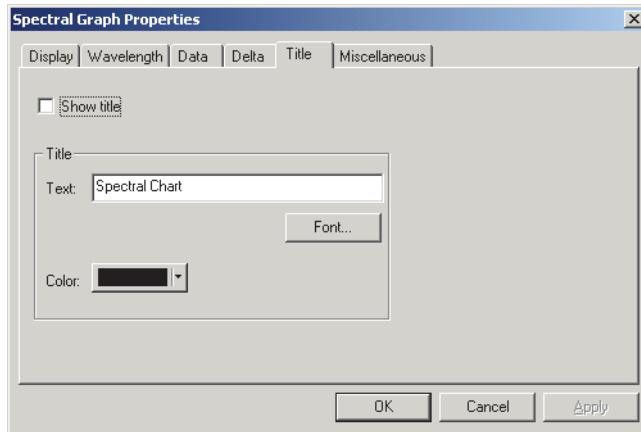 Spectral Graph Properties
Display Wavelength Data Delta Title Miscellaneous
Show title
Title
Text: Spectral Chart
Font...
Color:
OK Cancel Apply